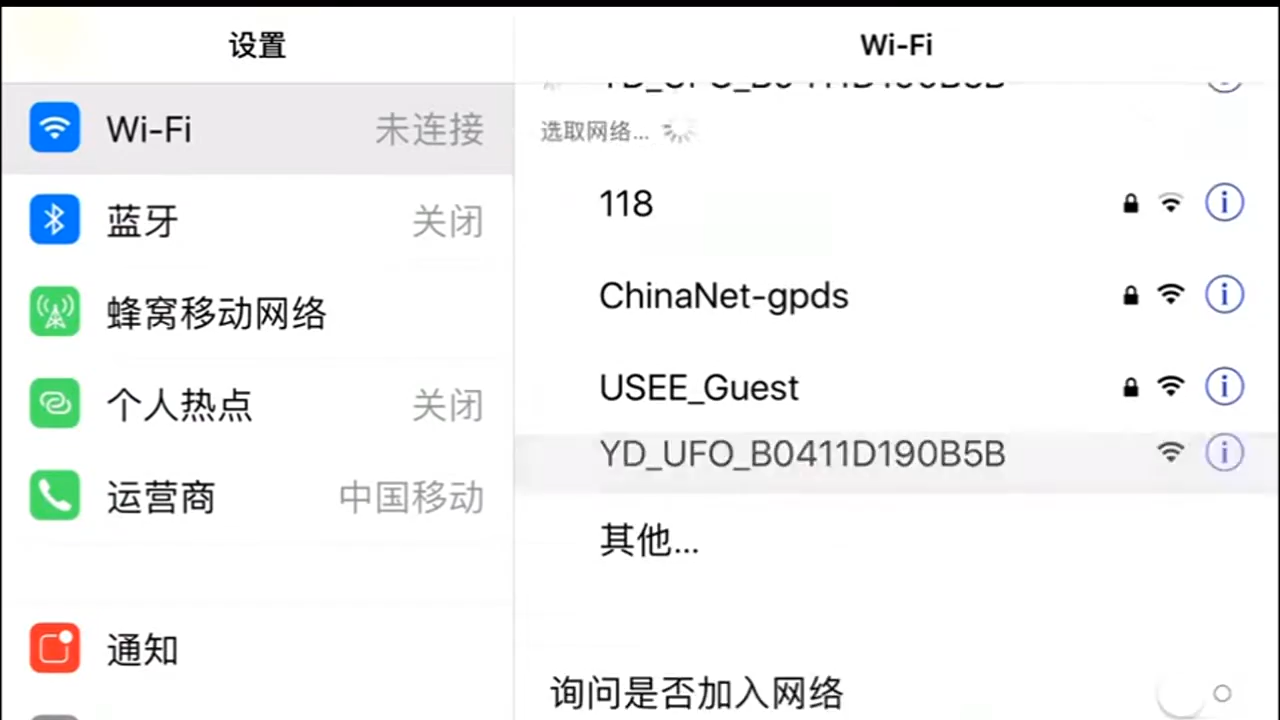 设置
Wi-Fi
Wi-Fi 未连接
蓝牙 关闭
蜂窝移动网络
个人热点 关闭
运营商 中国移动
通知
YD_UFO_B0411D190B5B
选取网络...
118
ChinaNet-gpds
USEE_Guest
YD_UFO_B0411D190B5B
其他...
询问是否加入网络